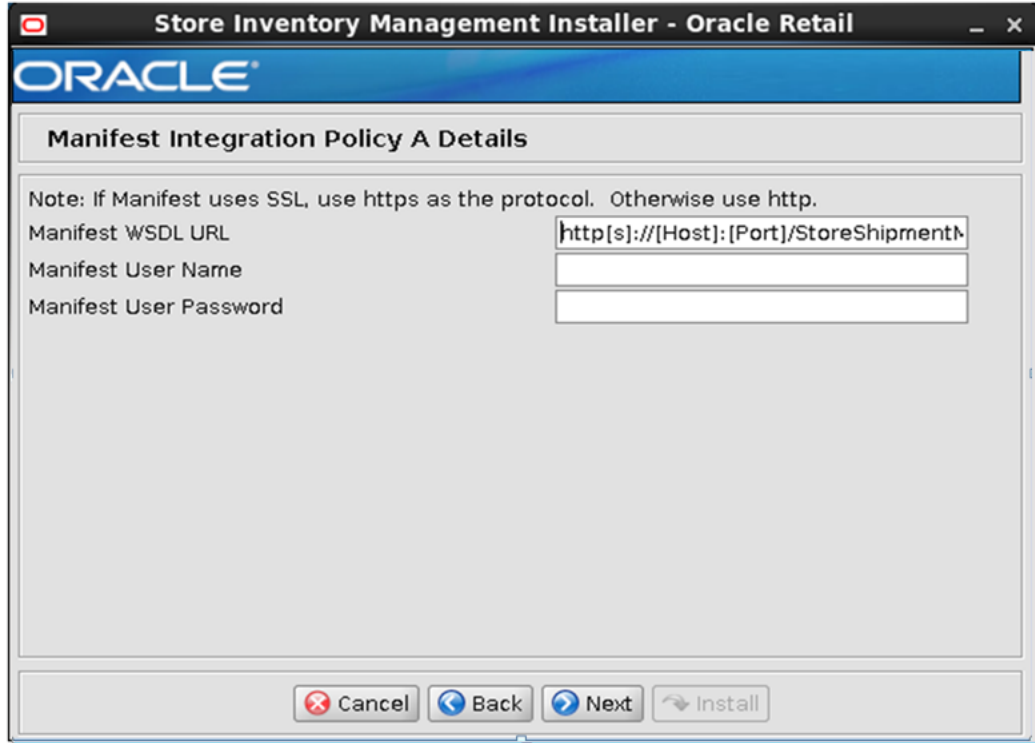 Store Inventory Management Installer - Oracle Retail
ORACLE®
Manifest Integration Policy A Details
Note: If Manifest uses SSL, use https as the protocol. Otherwise use http.
Manifest WSDL URL http[s]://[Host]:[Port]/StoreShipmentM
Manifest User Name
Manifest User Password
Cancel Back Next Install